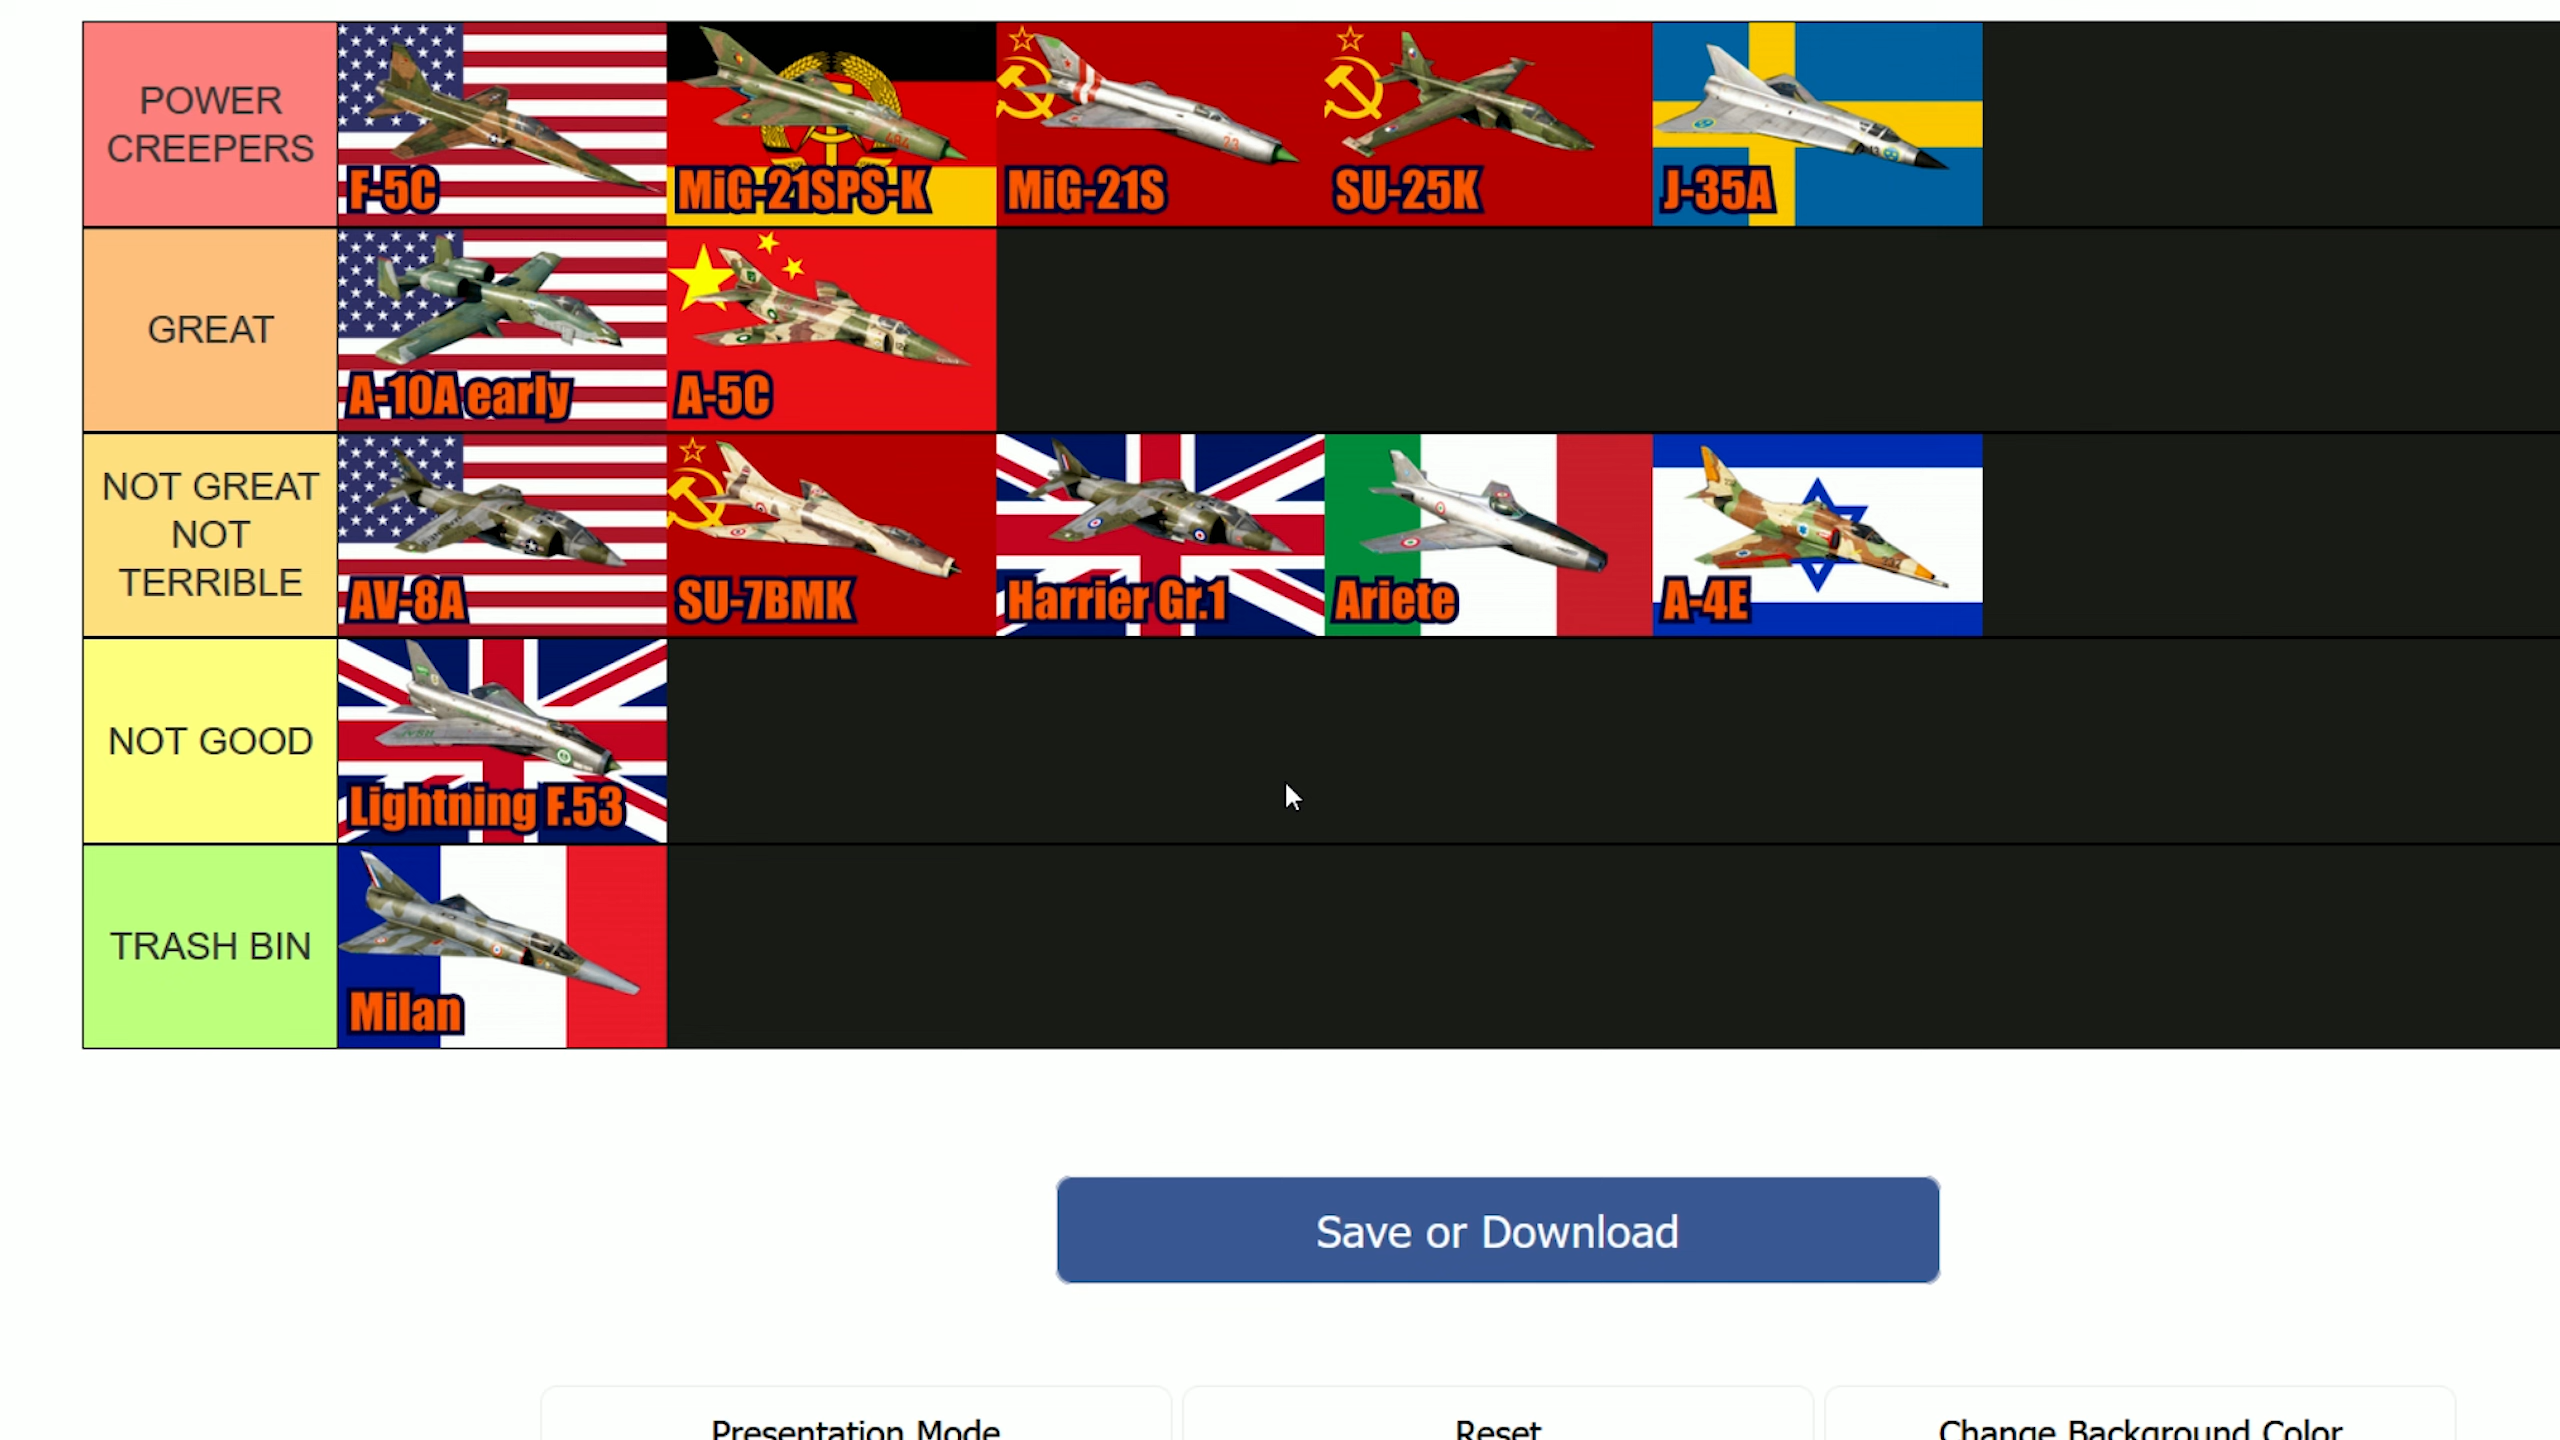 POWER
CREEPERS
F-5C
MiG-21SPS-K
MiG-21S
SU-25K
J-35A
GREAT
A-10A early
A-5C
NOT GREAT
NOT
TERRIBLE
AV-8A
SU-7BMK
Harrier Gr.1
Ariete
A-4E
NOT GOOD
Lightning F.53
TRASH BIN
Milan
Save or Download
Presentation Mode
Reset
Change Background Color